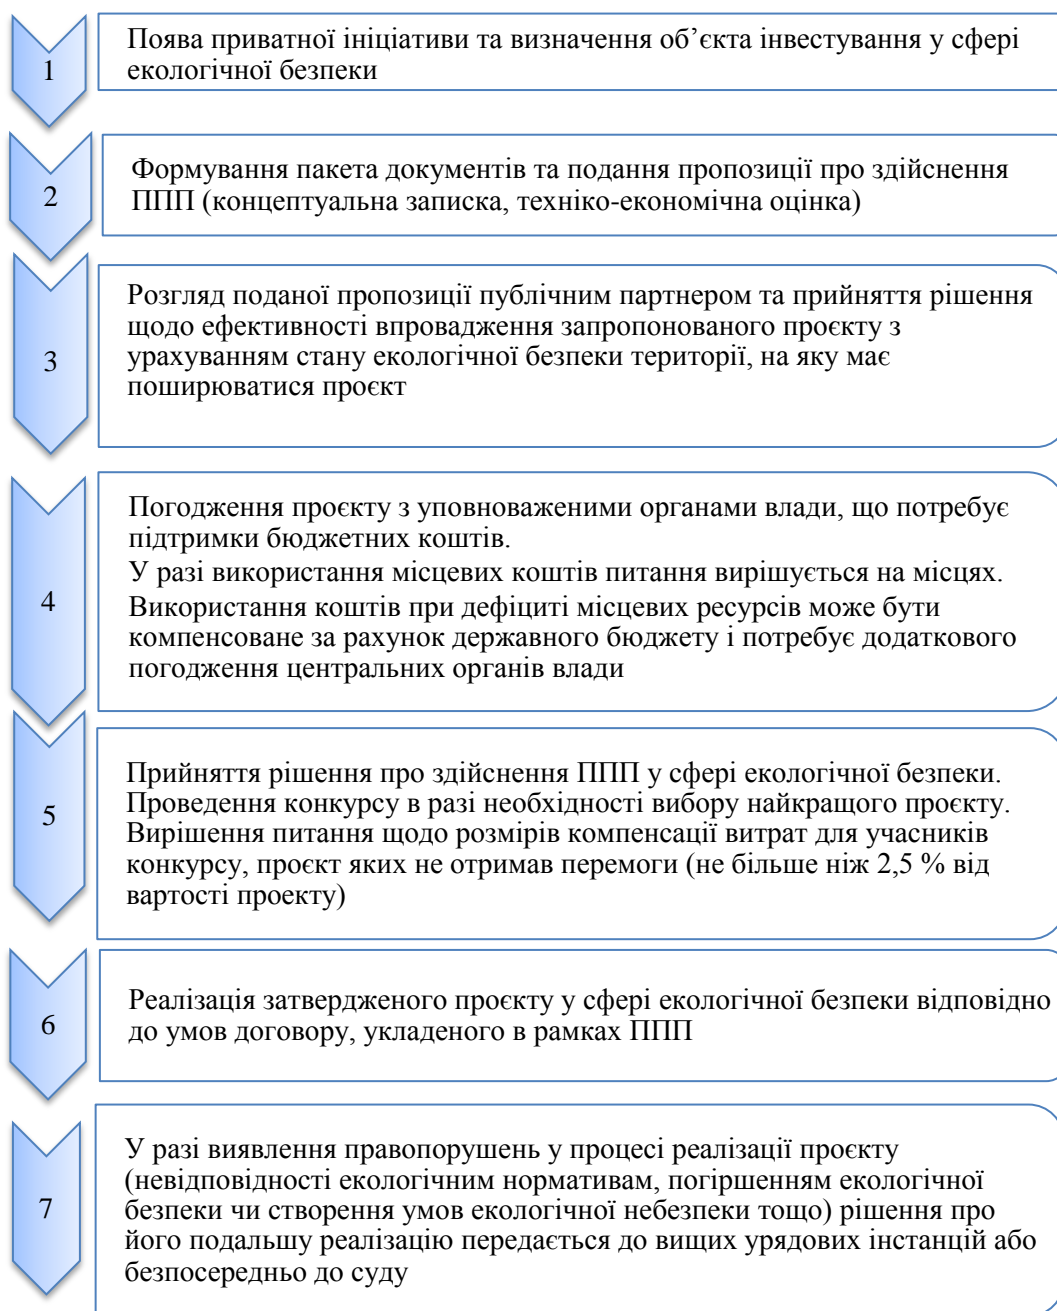 1
Поява приватної ініціативи та визначення об’єкта інвестування у сфері
екологічної безпеки
2
Формування пакета документів та подання пропозиції про здійснення
ППП (концептуальна записка, техніко-економічна оцінка)
3
Розгляд поданої пропозиції публічним партнером та прийняття рішення
щодо ефективності впровадження запропонованого проєкту з
урахуванням стану екологічної безпеки території, на яку має
поширюватися проєкт
4
Погодження проєкту з уповноваженими органами влади, що потребує
підтримки бюджетних коштів.
У разі використання місцевих коштів питання вирішується на місцях.
Використання коштів при дефіциті місцевих ресурсів може бути
компенсоване за рахунок державного бюджету і потребує додаткового
погодження центральних органів влади
5
Прийняття рішення про здійснення ППП у сфері екологічної безпеки.
Проведення конкурсу в разі необхідності вибору найкращого проєкту.
Вирішення питання щодо розмірів компенсації витрат для учасників
конкурсу, проєкт яких не отримав перемоги (не більше ніж 2,5 % від
вартості проекту)
6
Реалізація затвердженого проєкту у сфері екологічної безпеки відповідно
до умов договору, укладеного в рамках ППП
7
У разі виявлення правопорушень у процесі реалізації проєкту
(невідповідності екологічним нормативам, погіршенням екологічної
безпеки чи створення умов екологічної небезпеки тощо) рішення про
його подальшу реалізацію передається до вищих урядових інстанцій або
безпосередньо до суду